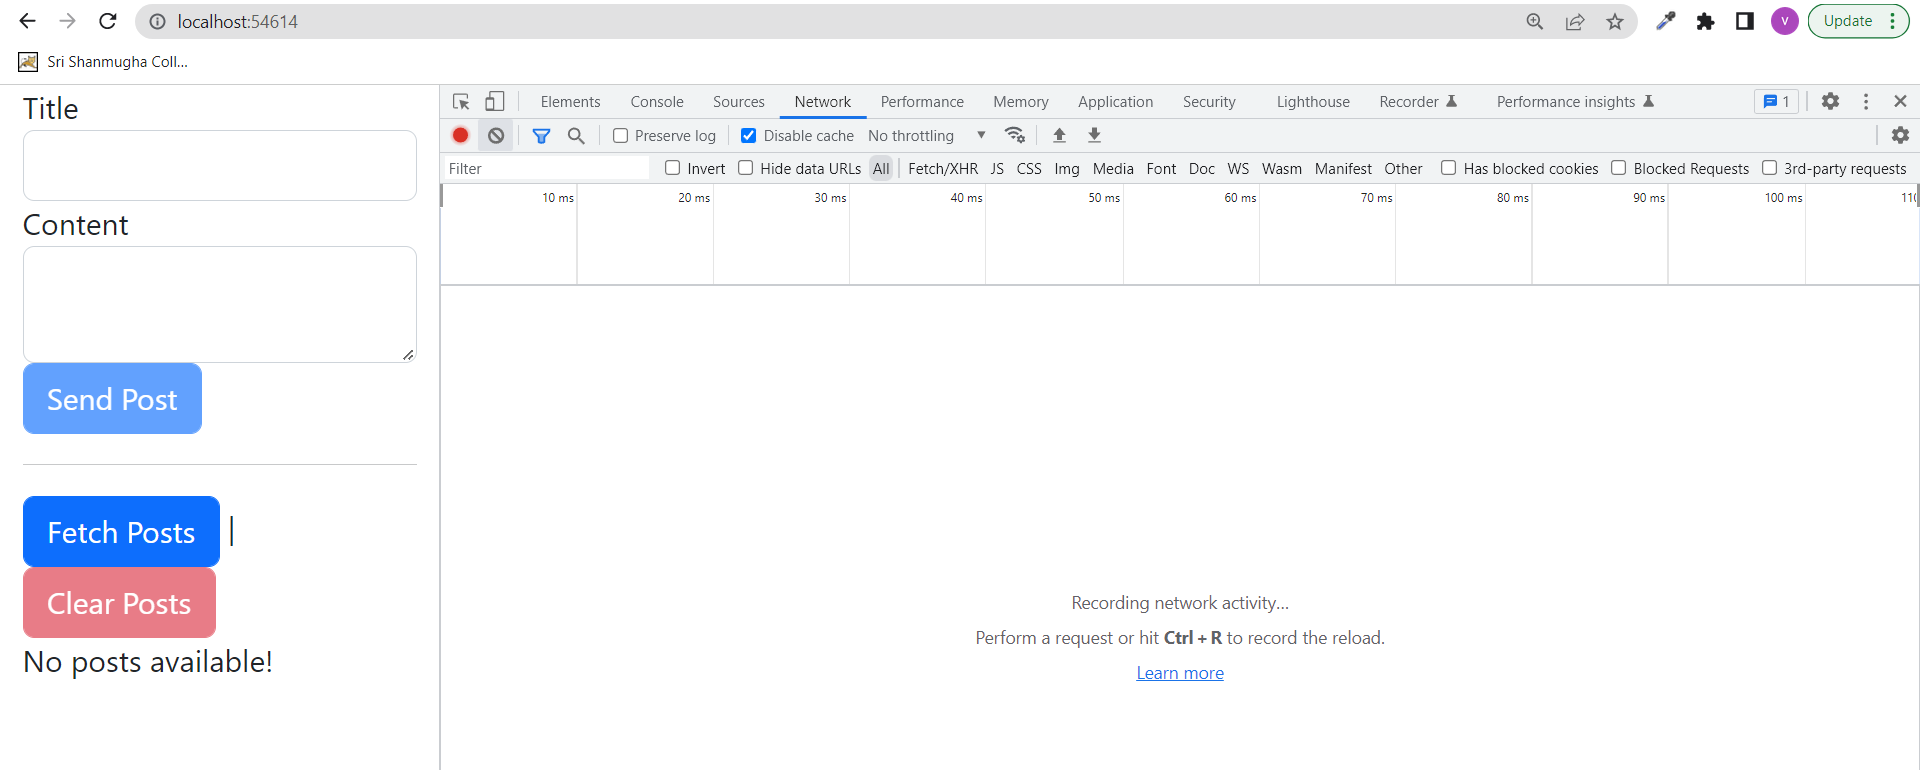 localhost:54614
V
Update
Sri Shanmugha Coll...
Title
Content
Send Post
Fetch Posts |
Clear Posts
No posts available!
Elements Console Sources Network Performance Memory Application Security Lighthouse Recorder Performance insights 1
Preserve log Disable cache No throttling
Filter Invert Hide data URLs All Fetch/XHR JS CSS Img Media Font Doc WS Wasm Manifest Other Has blocked cookies Blocked Requests 3rd-party requests
10 ms 20 ms 30 ms 40 ms 50 ms 60 ms 70 ms 80 ms 90 ms 100 ms
Recording network activity...
Perform a request or hit Ctrl + R to record the reload.
Learn more